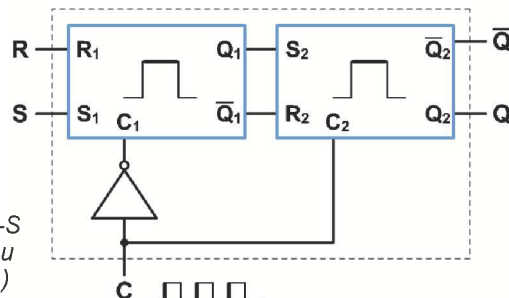 R R₁ Q₁ S₂ Q̅₂ Q̅
S S₁ C₁ Q̅₁ R₂ C₂ Q₂ Q
-S
u
)
C